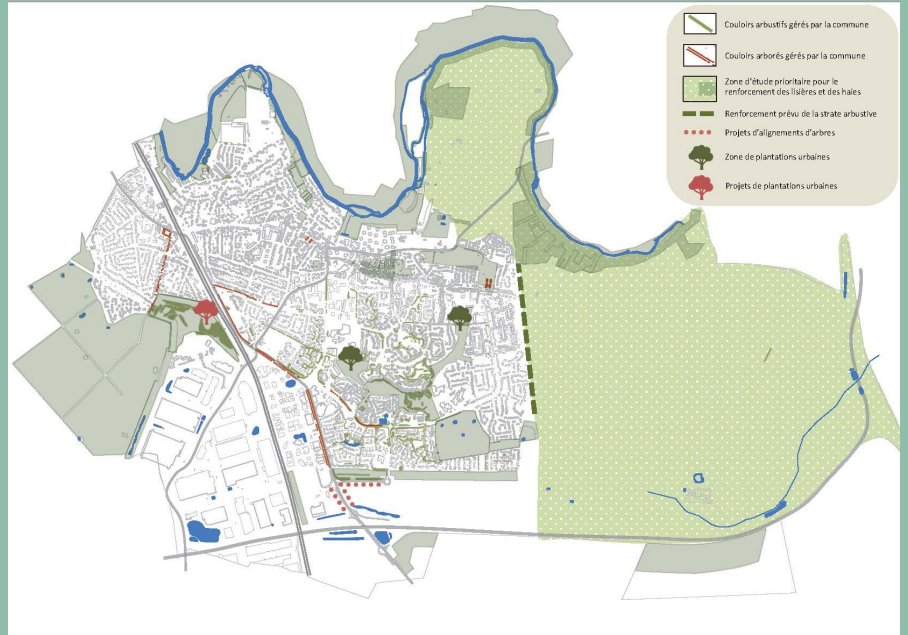 Couloirs arbustifs gérés par la commune
Couloirs arborés gérés par la commune
Zone d'étude prioritaire pour le
renforcement des lisières et des haies
Renforcement prévu de la strate arbustive
Projets d'alignements d'arbres
Zone de plantations urbaines
Projets de plantations urbaines